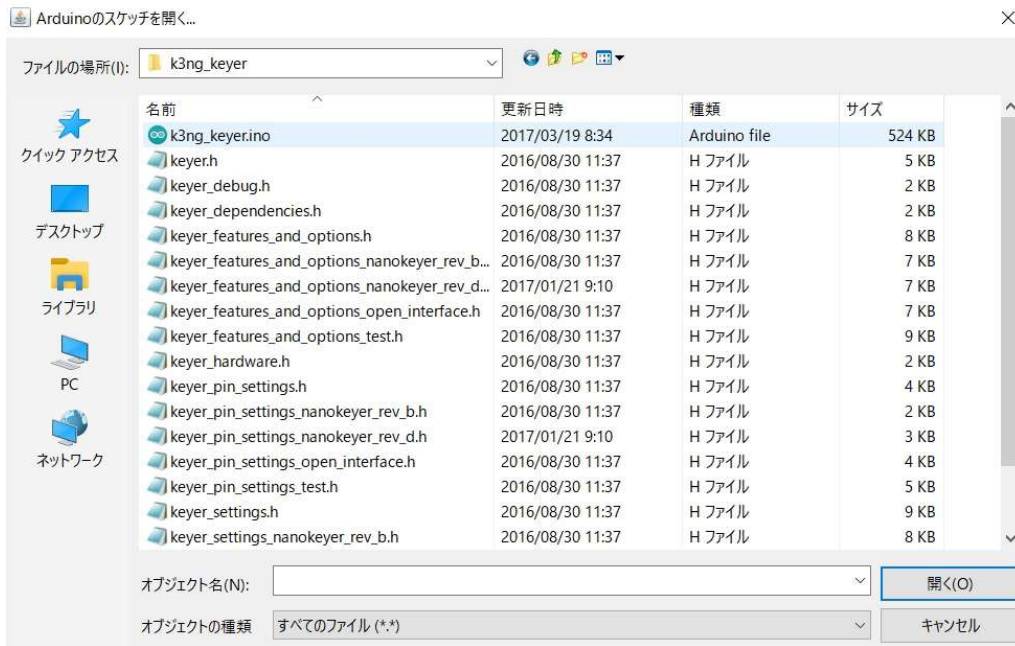 Arduinoのスケッチを開く...
ファイルの場所(I): k3ng_keyer
名前 更新日時 種類 サイズ
k3ng_keyer.ino 2017/03/19 8:34 Arduino file 524 KB
keyer.h 2016/08/30 11:37 H ファイル 5 KB
keyer_debug.h 2016/08/30 11:37 H ファイル 2 KB
keyer_dependencies.h 2016/08/30 11:37 H ファイル 2 KB
keyer_features_and_options.h 2016/08/30 11:37 H ファイル 8 KB
keyer_features_and_options_nanokeyer_rev_b... 2016/08/30 11:37 H ファイル 7 KB
keyer_features_and_options_nanokeyer_rev_d... 2017/01/21 9:10 H ファイル 7 KB
keyer_features_and_options_open_interface.h 2016/08/30 11:37 H ファイル 7 KB
keyer_features_and_options_test.h 2016/08/30 11:37 H ファイル 9 KB
keyer_hardware.h 2016/08/30 11:37 H ファイル 2 KB
keyer_pin_settings.h 2016/08/30 11:37 H ファイル 4 KB
keyer_pin_settings_nanokeyer_rev_b.h 2016/08/30 11:37 H ファイル 2 KB
keyer_pin_settings_nanokeyer_rev_d.h 2017/01/21 9:10 H ファイル 3 KB
keyer_pin_settings_open_interface.h 2016/08/30 11:37 H ファイル 4 KB
keyer_pin_settings_test.h 2016/08/30 11:37 H ファイル 5 KB
keyer_settings.h 2016/08/30 11:37 H ファイル 9 KB
keyer_settings_nanokeyer_rev_b.h 2016/08/30 11:37 H ファイル 8 KB
クイック アクセス
デスクトップ
ライブラリ
PC
ネットワーク
オブジェクト名(N): 開く(O)
オブジェクトの種類 すべてのファイル (*.*) キャンセル